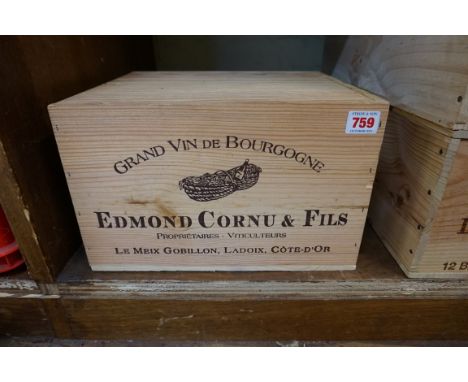 759
GRAND VIN DE BOURGOGNE
EDMOND CORNU & FILS
PROPRIÉTAIRES - VITICULTEURS
LE MEIX GOBILLON, LADOIX, CÔTE-D'OR
12 B